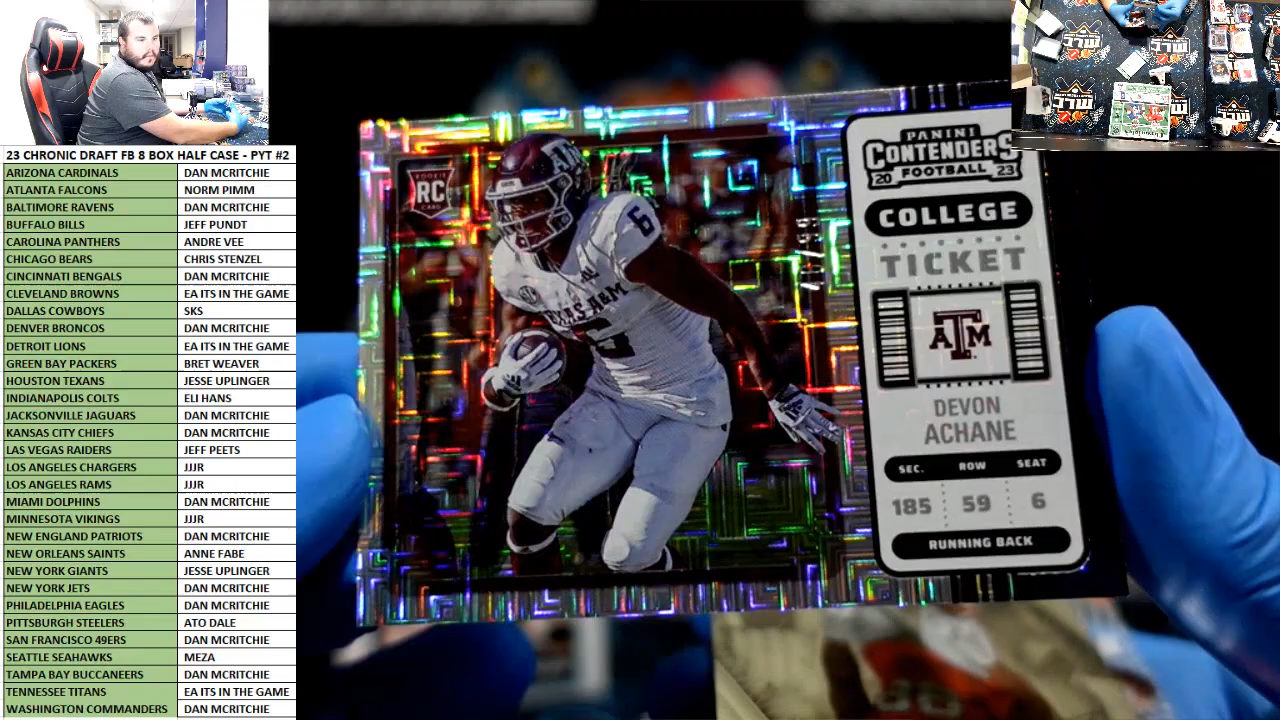 23 CHRONIC DRAFT FB 8 BOX HALF CASE - PYT #2
ARIZONA CARDINALS DAN MCRITCHIE
ATLANTA FALCONS NORM PIMM
BALTIMORE RAVENS DAN MCRITCHIE
BUFFALO BILLS JEFF PUNDT
CAROLINA PANTHERS ANDRE VEE
CHICAGO BEARS CHRIS STENZEL
CINCINNATI BENGALS DAN MCRITCHIE
CLEVELAND BROWNS EA ITS IN THE GAME
DALLAS COWBOYS SKS
DENVER BRONCOS DAN MCRITCHIE
DETROIT LIONS EA ITS IN THE GAME
GREEN BAY PACKERS BRET WEAVER
HOUSTON TEXANS JESSE UPLINGER
INDIANAPOLIS COLTS ELI HANS
JACKSONVILLE JAGUARS DAN MCRITCHIE
KANSAS CITY CHIEFS DAN MCRITCHIE
LAS VEGAS RAIDERS JEFF PEETS
LOS ANGELES CHARGERS JJJR
LOS ANGELES RAMS JJJR
MIAMI DOLPHINS DAN MCRITCHIE
MINNESOTA VIKINGS JJJR
NEW ENGLAND PATRIOTS DAN MCRITCHIE
NEW ORLEANS SAINTS ANNE FABE
NEW YORK GIANTS JESSE UPLINGER
NEW YORK JETS DAN MCRITCHIE
PHILADELPHIA EAGLES DAN MCRITCHIE
PITTSBURGH STEELERS ATO DALE
SAN FRANCISCO 49ERS DAN MCRITCHIE
SEATTLE SEAHAWKS MEZA
TAMPA BAY BUCCANEERS DAN MCRITCHIE
TENNESSEE TITANS EA ITS IN THE GAME
WASHINGTON COMMANDERS DAN MCRITCHIE
ROOKIE
RC
CARD
ATM
6
TEXAS A&M
6
PANINI
CONTENDERS
20 FOOTBALL 23
COLLEGE
TICKET
ATM
DEVON
ACHANE
SEC. ROW SEAT
185 59 6
RUNNING BACK